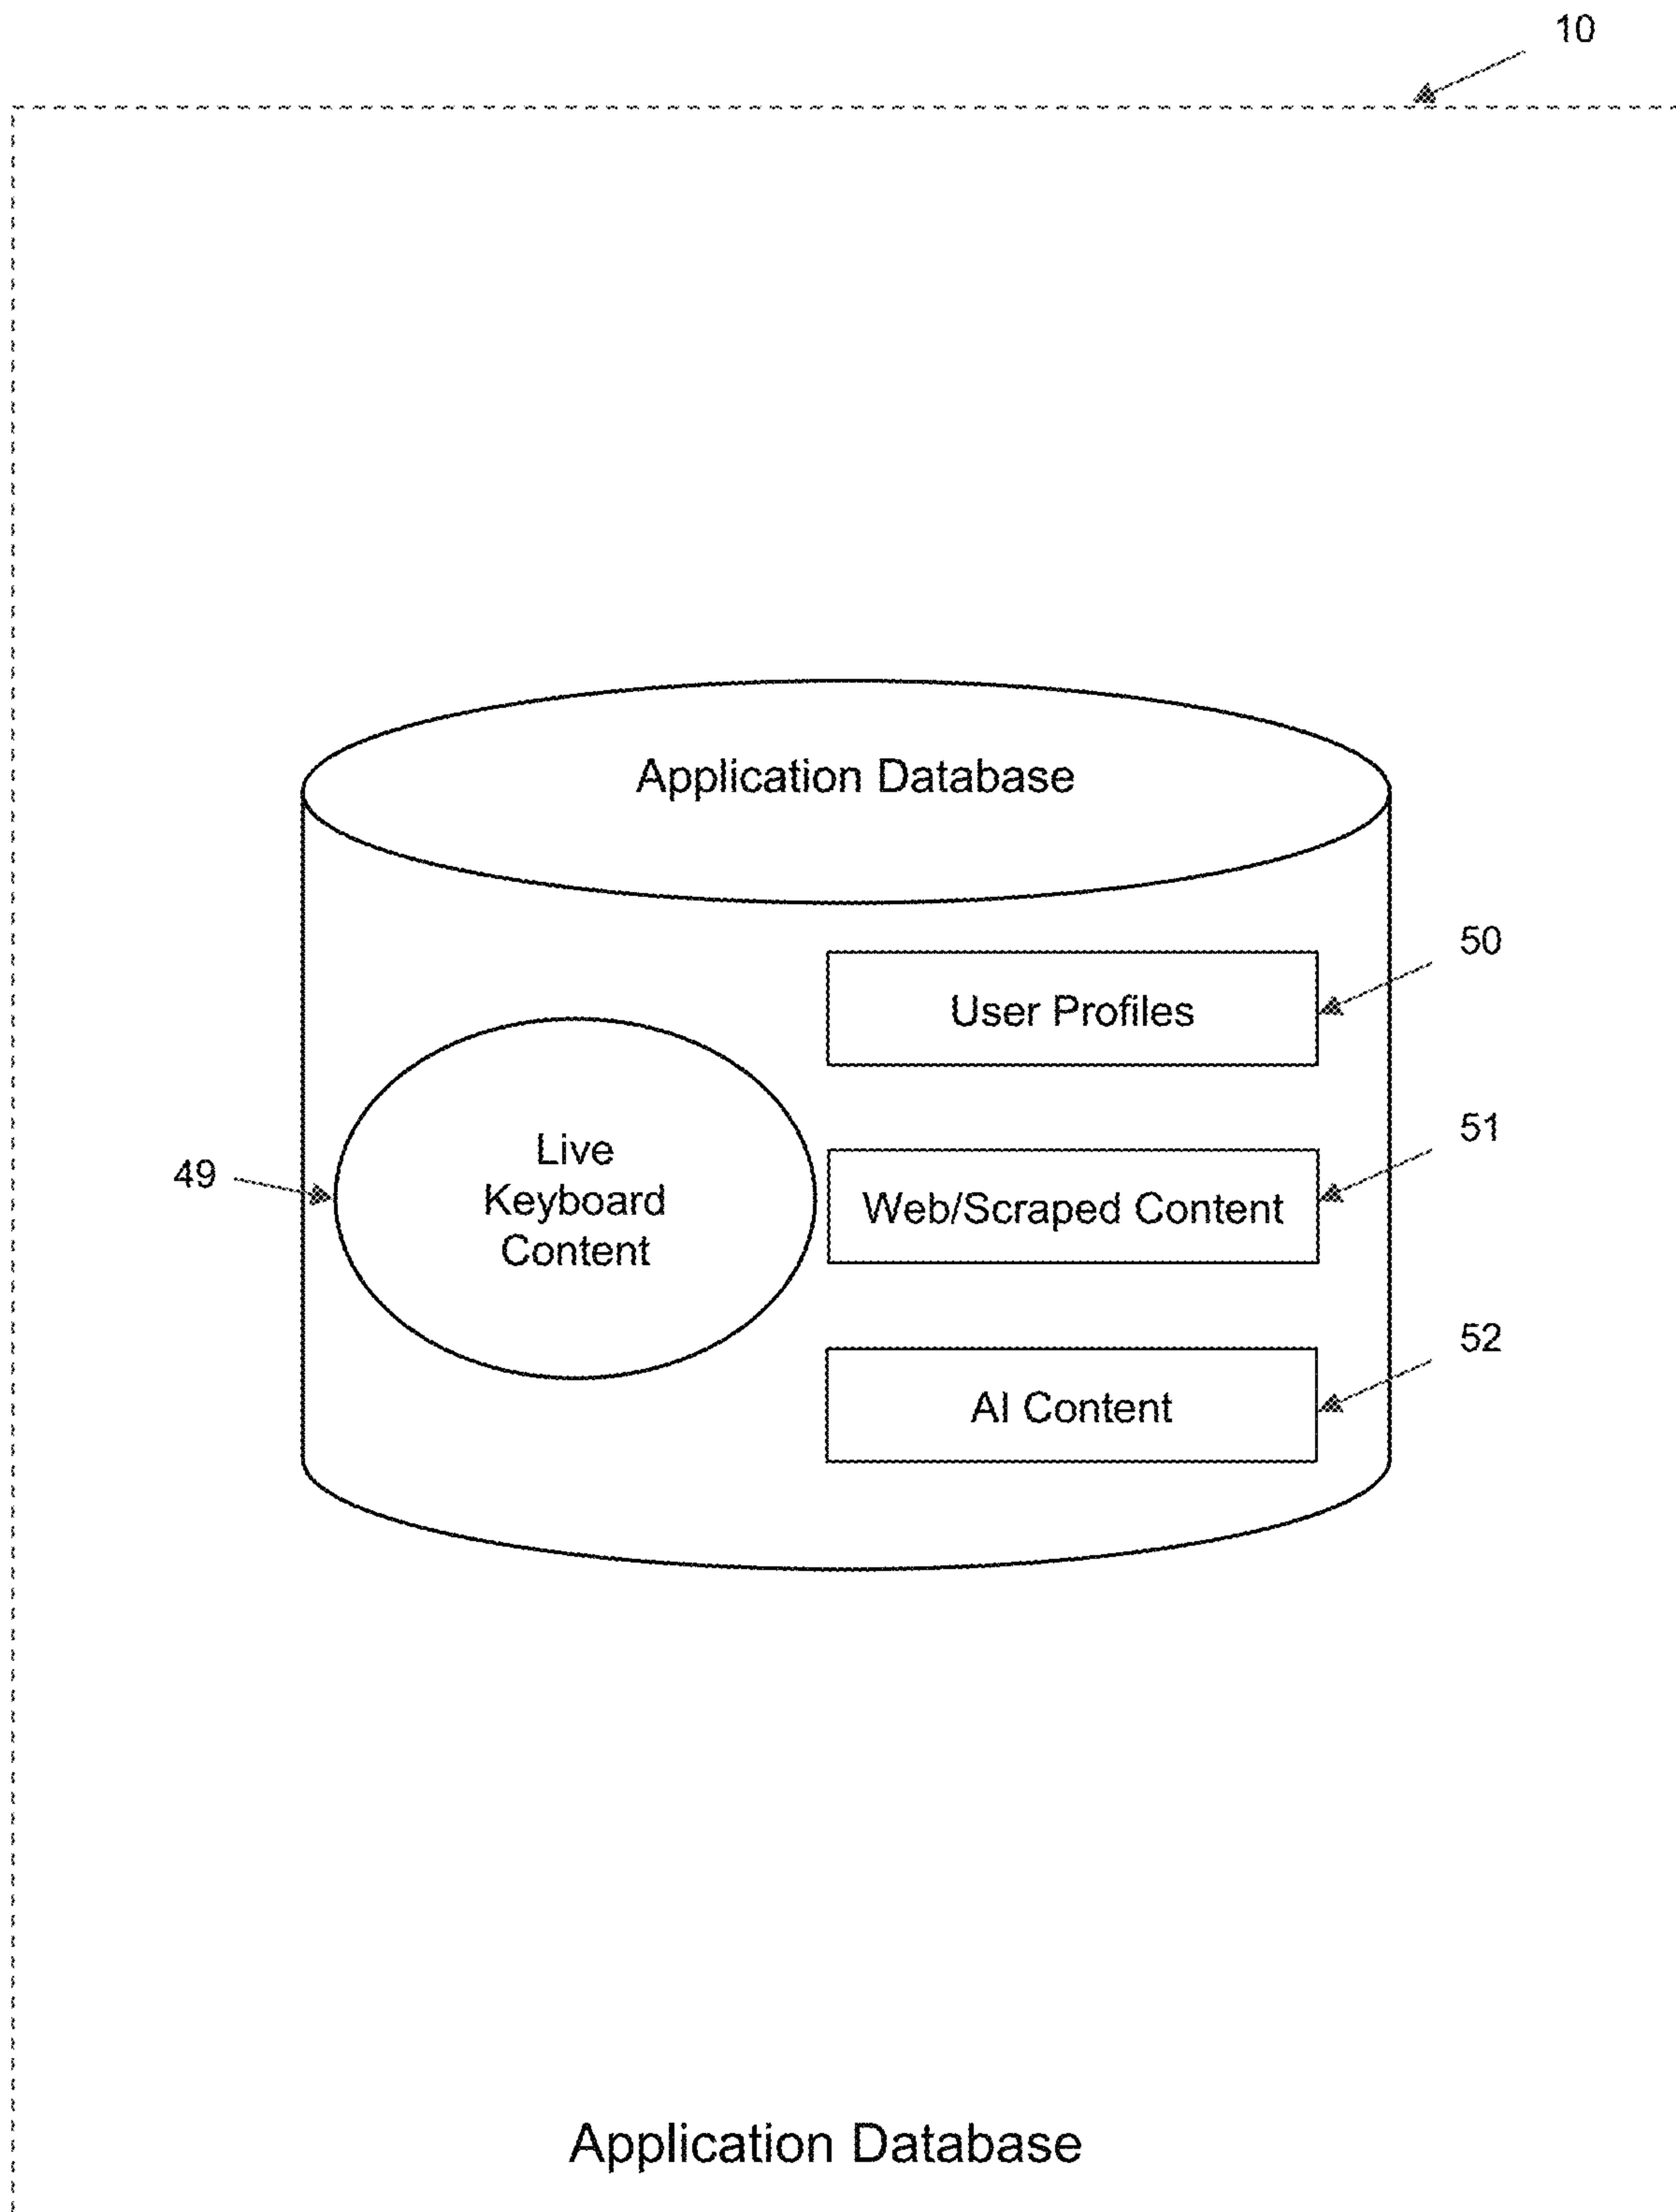 10
Application Database
50
User Profiles
51
49
Live
Keyboard
Content
Web/Scraped Content
52
AI Content
Application Database